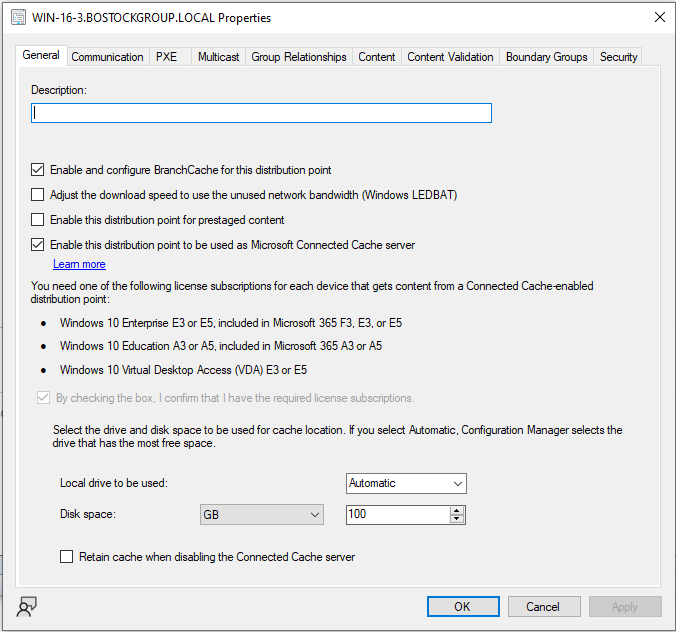 WIN-16-3.BOSTOCKGROUP.LOCAL Properties
General Communication PXE Multicast Group Relationships Content Content Validation Boundary Groups Security
Description:
Enable and configure BranchCache for this distribution point
Adjust the download speed to use the unused network bandwidth (Windows LEDBAT)
Enable this distribution point for prestaged content
Enable this distribution point to be used as Microsoft Connected Cache server
Learn more
You need one of the following license subscriptions for each device that gets content from a Connected Cache-enabled
distribution point:
• Windows 10 Enterprise E3 or E5, included in Microsoft 365 F3, E3, or E5
• Windows 10 Education A3 or A5, included in Microsoft 365 A3 or A5
• Windows 10 Virtual Desktop Access (VDA) E3 or E5
By checking the box, I confirm that I have the required license subscriptions.
Select the drive and disk space to be used for cache location. If you select Automatic, Configuration Manager selects the
drive that has the most free space.
Local drive to be used: Automatic
Disk space: GB 100
Retain cache when disabling the Connected Cache server
OK Cancel Apply